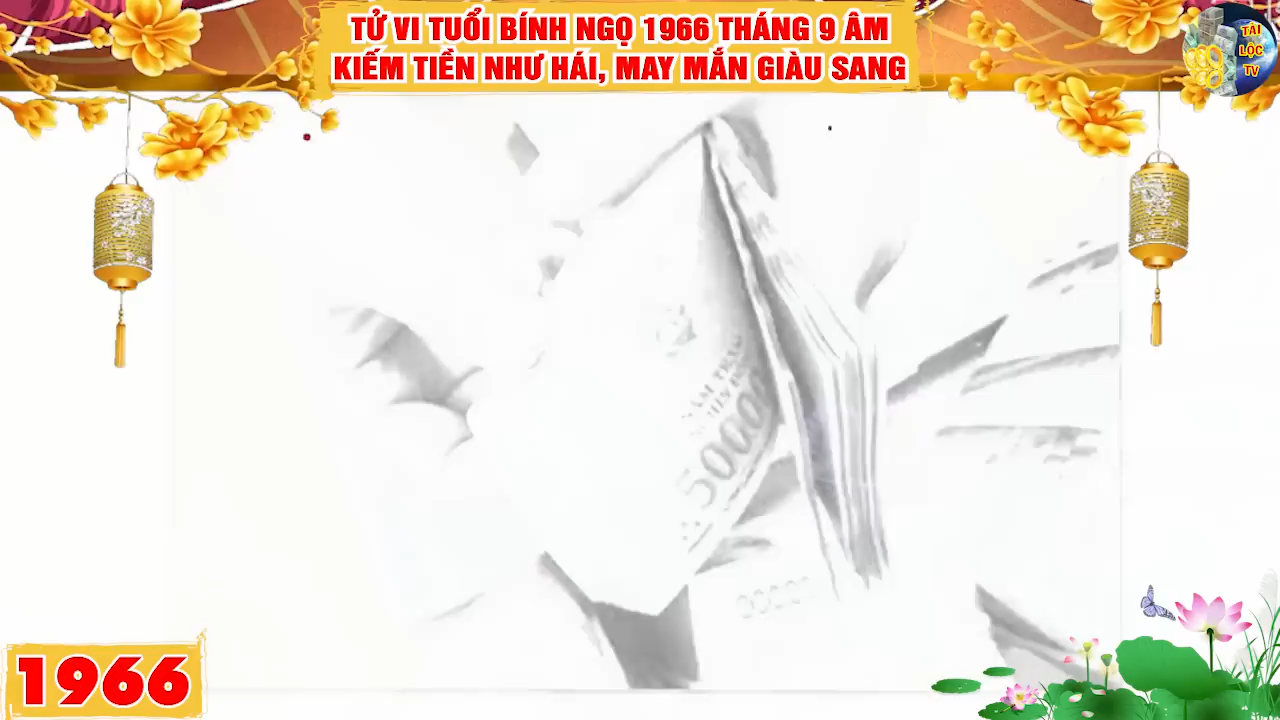 TỬ VI TUỔI BÍNH NGỌ 1966 THÁNG 9 ÂM
KIẾM TIỀN NHƯ HÁI, MAY MẮN GIÀU SANG
TÀI
LỘC
TV
50000
1966